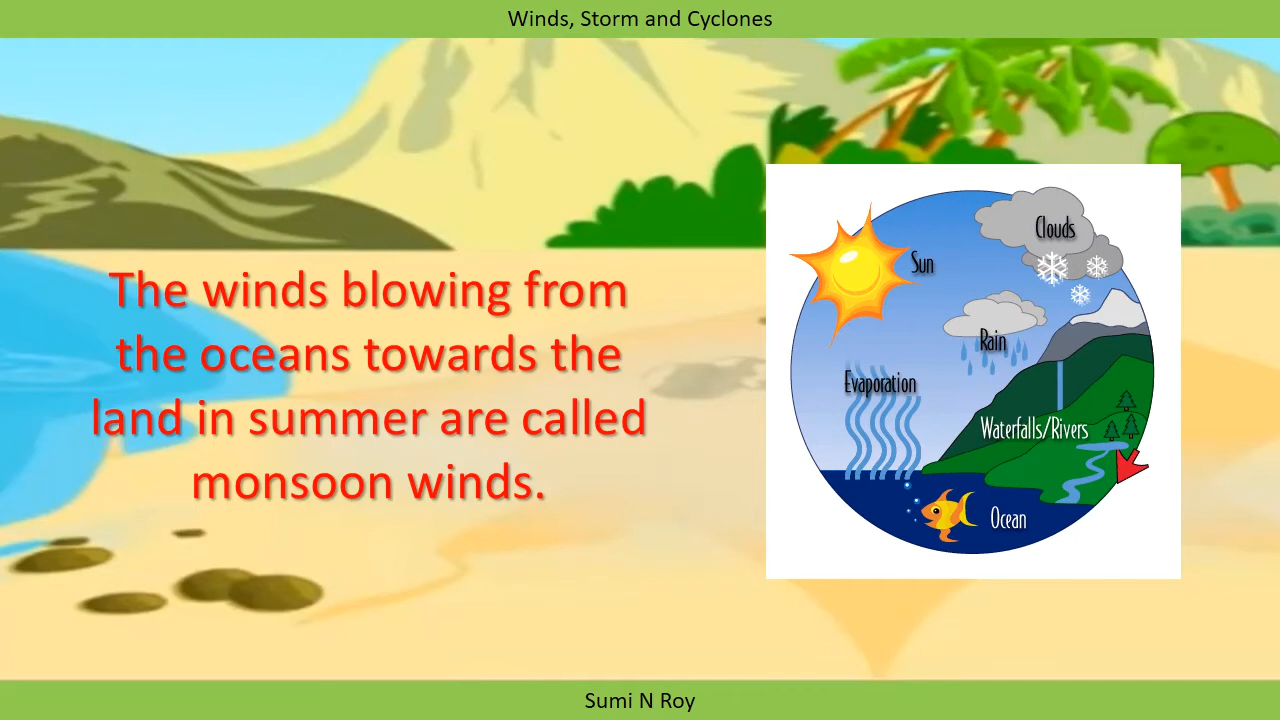 Winds, Storm and Cyclones
The winds blowing from
the oceans towards the
land in summer are called
monsoon winds.
Clouds
Sun
Rain
Evaporation
Waterfalls/Rivers
Ocean
Sumi N Roy